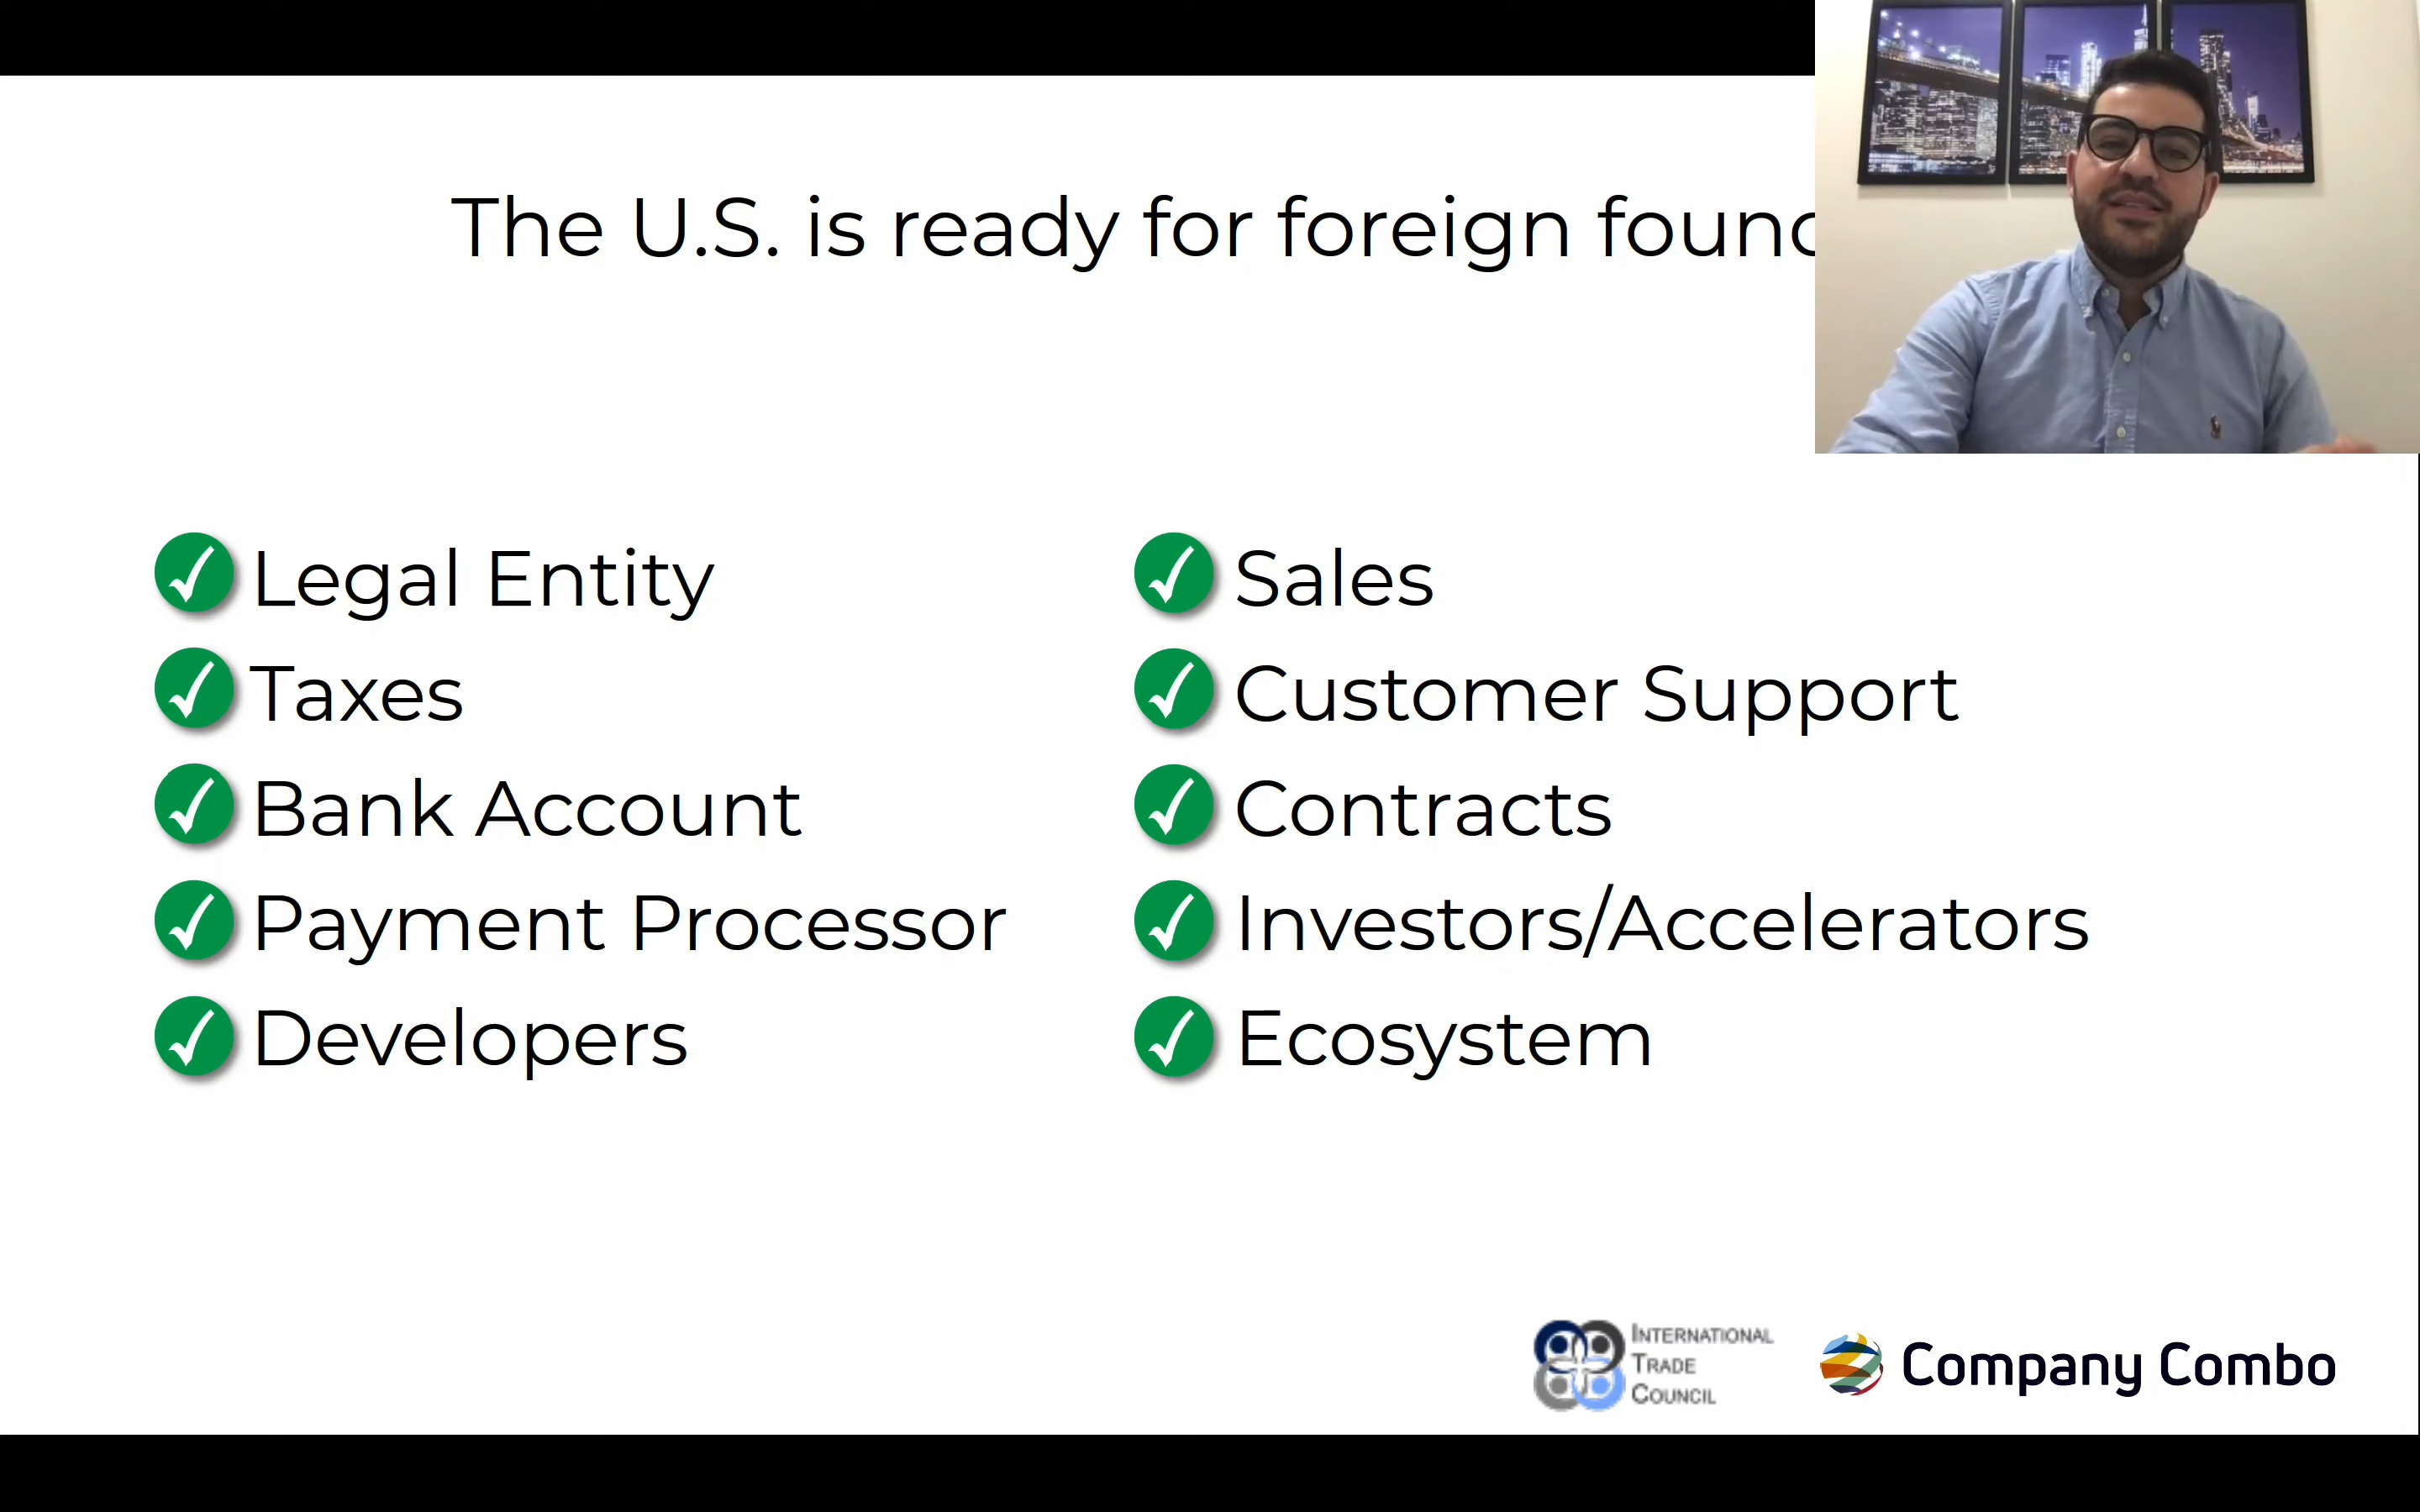 The U.S. is ready for foreign
Legal Entity
Taxes
Bank Account
Payment Processor
Developers
Sales
Customer Support
Contracts
Investors/Accelerators
Ecosystem
INTERNATIONAL
TRADE
COUNCIL
Company Combo